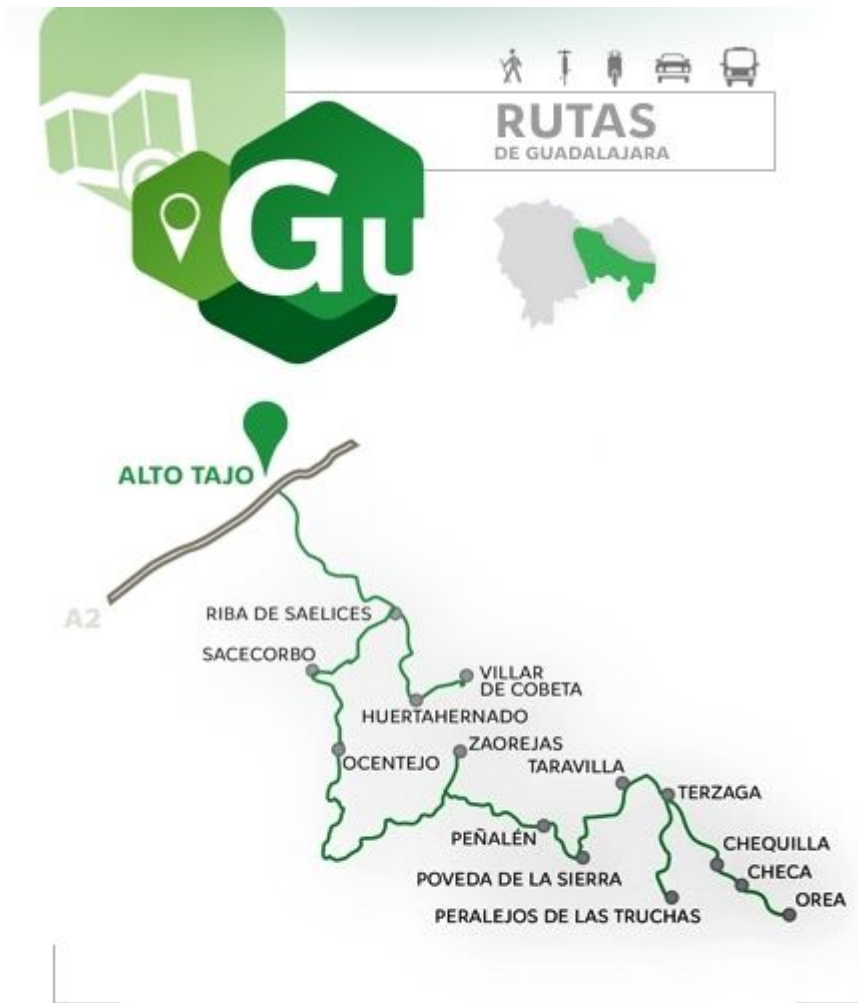 RUTAS
DE GUADALAJARA
Gu
ALTO TAJO
A2
RIBA DE SAELICES
SACECORBO
VILLAR
DE COBETA
HUERTAHERNADO
ZAOREJAS
OCENTEJO
TARAVILLA
TERZAGA
PEÑALÉN
CHEQUILLA
POVEDA DE LA SIERRA
CHECA
OREA
PERALEJOS DE LAS TRUCHAS